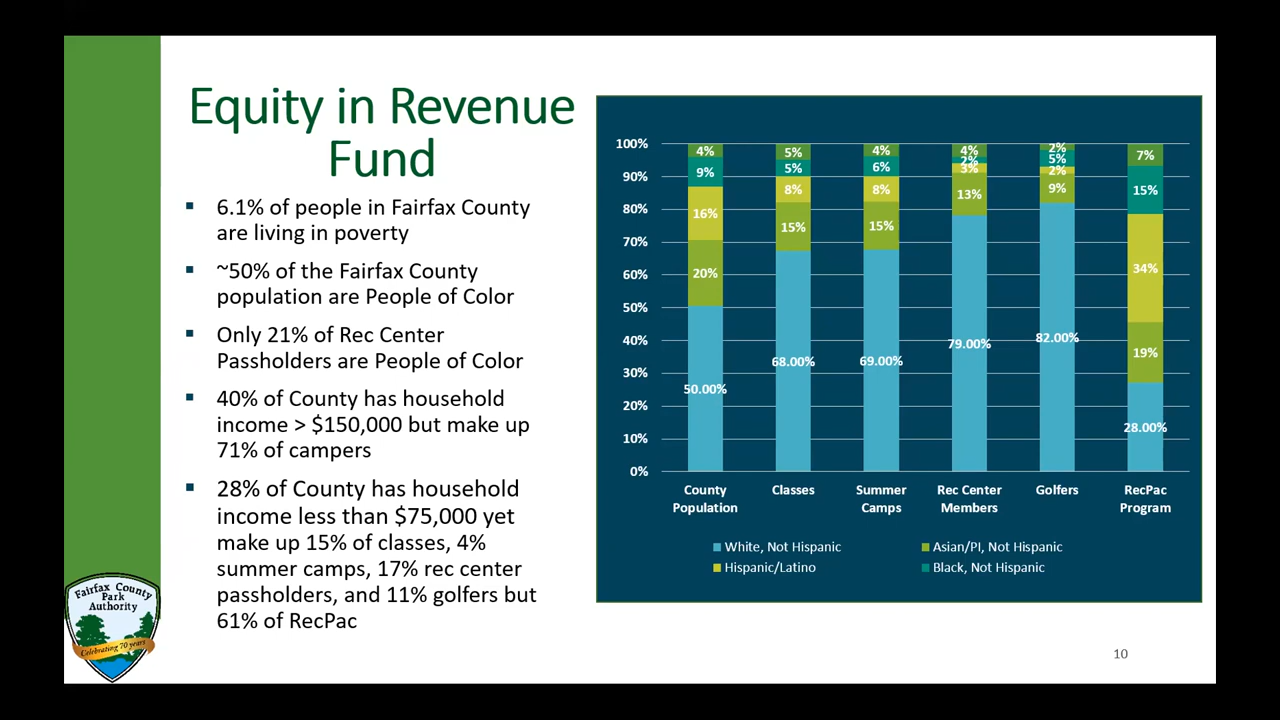 Equity in Revenue
Fund
6.1% of people in Fairfax County
are living in poverty
~50% of the Fairfax County
population are People of Color
Only 21% of Rec Center
Passholders are People of Color
40% of County has household
income > $150,000 but make up
71% of campers
28% of County has household
income less than $75,000 yet
make up 15% of classes, 4%
summer camps, 17% rec center
passholders, and 11% golfers but
61% of RecPac
Fairfax County
Park
Authority
Celebrating 70 years
100%
90%
80%
70%
60%
50%
40%
30%
20%
10%
0%
4%
9%
16%
20%
50.00%
5%
5%
8%
15%
68.00%
4%
6%
8%
15%
69.00%
4%
2%
3%
13%
79.00%
2%
5%
2%
9%
82.00%
7%
15%
34%
19%
28.00%
County
Population
Classes
Summer
Camps
Rec Center
Members
Golfers
RecPac
Program
White, Not Hispanic
Asian/PI, Not Hispanic
Hispanic/Latino
Black, Not Hispanic
10